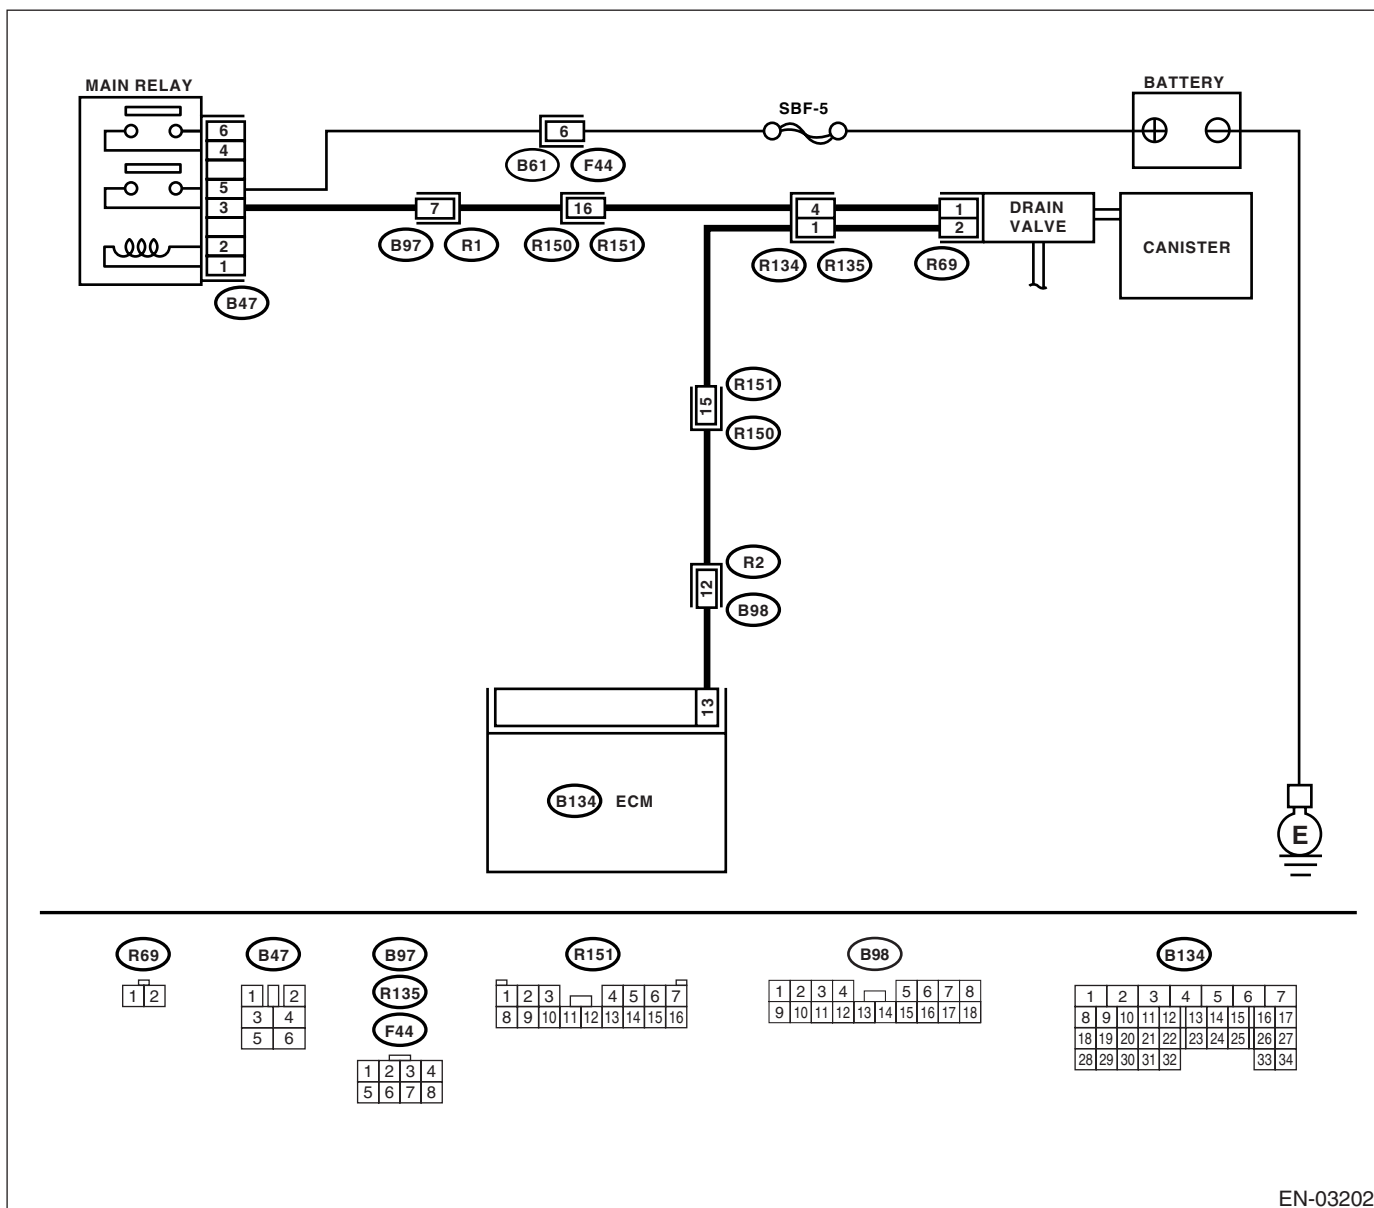 MAIN RELAY
BATTERY
SBF-5
6
4
5
3
2
1
B47
6
B61 F44
7
B97 R1
16
R150 R151
4
1
R134 R135
1
2
R69
DRAIN
VALVE
CANISTER
15
R151
R150
12
R2
B98
13
B134 ECM
E
R69
1 2
B47
1 2
3 4
5 6
B97
R135
F44
1 2 3 4
5 6 7 8
R151
1 2 3 4 5 6 7
8 9 10 11 12 13 14 15 16
B98
1 2 3 4 5 6 7 8
9 10 11 12 13 14 15 16 17 18
B134
1 2 3 4 5 6 7
8 9 10 11 12 13 14 15 16 17
18 19 20 21 22 23 24 25 26 27
28 29 30 31 32 33 34
EN-03202